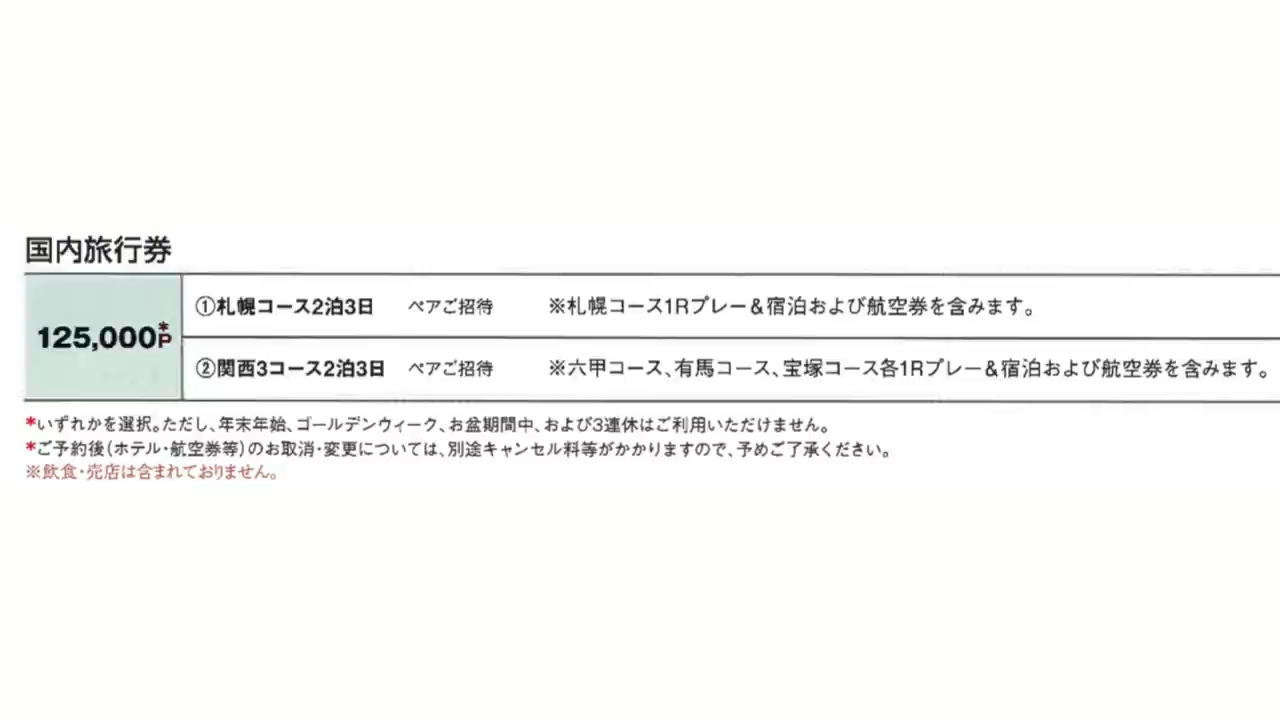 国内旅行券
125,000P*
①札幌コース2泊3日 ペアご招待 ※札幌コース1Rプレー&宿泊および航空券を含みます。
②関西3コース2泊3日 ペアご招待 ※六甲コース、有馬コース、宝塚コース各1Rプレー&宿泊および航空券を含みます。
*いずれかを選択。ただし、年末年始、ゴールデンウィーク、お盆期間中、および3連休はご利用いただけません。
*ご予約後(ホテル・航空券等)のお取消・変更については、別途キャンセル料等がかかりますので、予めご了承ください。
※飲食・売店は含まれておりません。